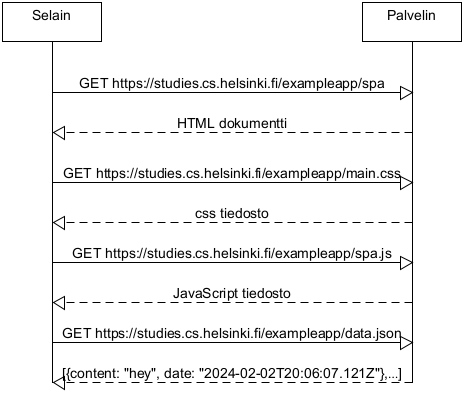 Selain Palvelin
GET https://studies.cs.helsinki.fi/exampleapp/spa
HTML dokumentti
GET https://studies.cs.helsinki.fi/exampleapp/main.css
css tiedosto
GET https://studies.cs.helsinki.fi/exampleapp/spa.js
JavaScript tiedosto
GET https://studies.cs.helsinki.fi/exampleapp/data.json
[{content: "hey", date: "2024-02-02T20:06:07.121Z"},...]